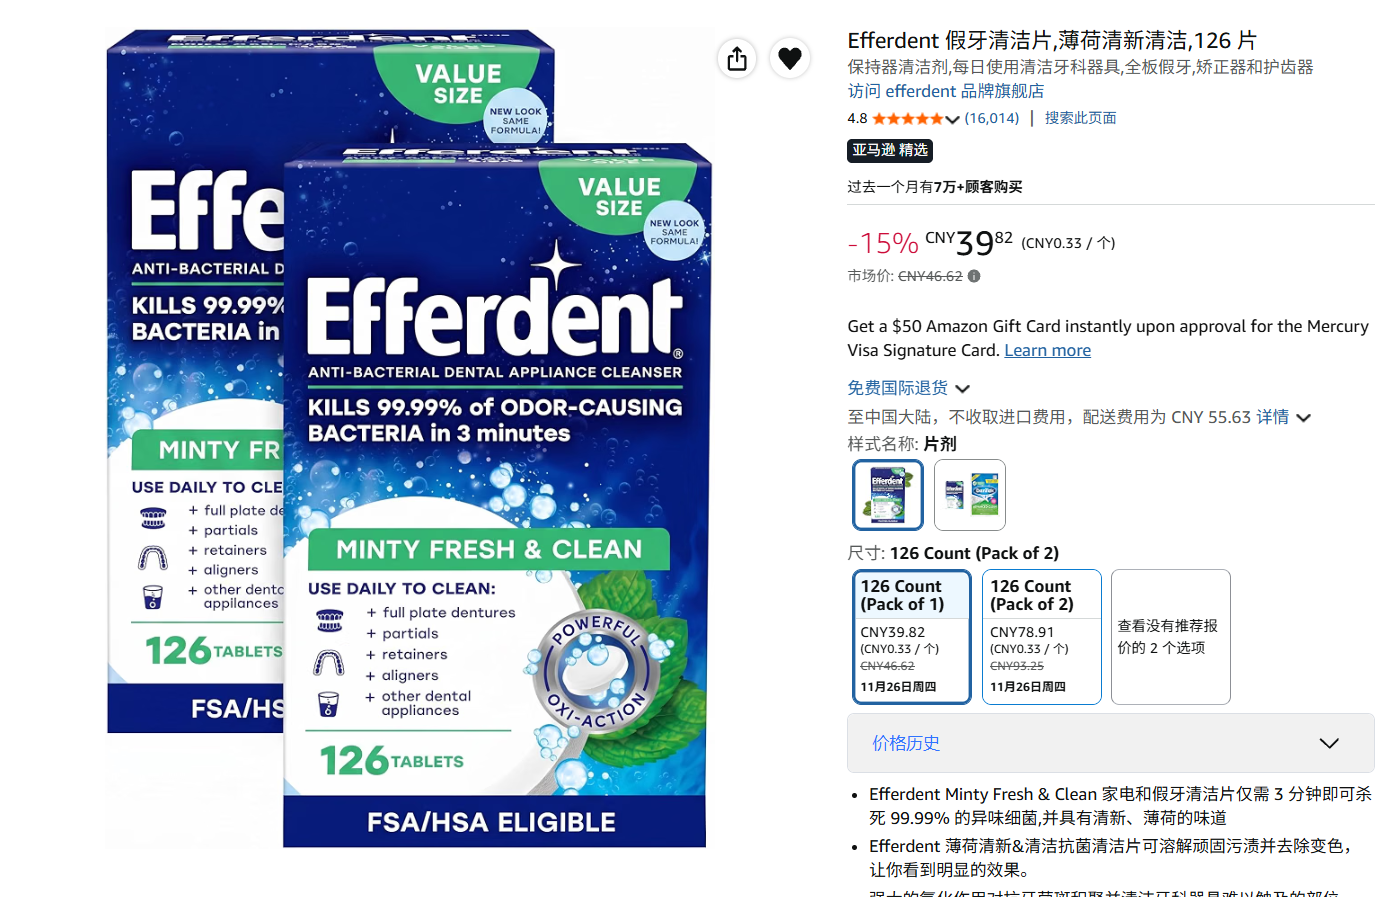 VALUE
SIZE
NEW LOOK
SAME
FORMULA!
Effe
ANTI-BACTERIAL D
KILLS 99.99%
BACTERIA in
MINTY FR
USE DAILY TO CLE
+ full plate de
+ partials
+ retainers
+ aligners
+ other dento
appliances
126 TABLETS
FSA/HS
Efferdent
VALUE
SIZE
NEW LOOK
SAME
FORMULA!
Efferdent®
ANTI-BACTERIAL DENTAL APPLIANCE CLEANSER
KILLS 99.99% of ODOR-CAUSING
BACTERIA in 3 minutes
MINTY FRESH & CLEAN
USE DAILY TO CLEAN:
+ full plate dentures
+ partials
+ retainers
+ aligners
+ other dental
appliances
POWERFUL
OXI-ACTION
126 TABLETS
FSA/HSA ELIGIBLE
Efferdent 假牙清洁片,薄荷清新清洁,126 片
保持器清洁剂,每日使用清洁牙科器具,全板假牙,矫正器和护齿器
访问 efferdent 品牌旗舰店
4.8 (16,014) | 搜索此页面
亚马逊 精选
过去一个月有7万+顾客购买
-15% CNY39 82 (CNY0.33 / 个)
市场价: CNY46.62
Get a $50 Amazon Gift Card instantly upon approval for the Mercury
Visa Signature Card. Learn more
免费国际退货
至中国大陆，不收取进口费用，配送费用为 CNY 55.63 详情
样式名称: 片剂
Efferdent
尺寸: 126 Count (Pack of 2)
126 Count
(Pack of 1)
CNY39.82
(CNY0.33 / 个)
CNY46.62
11月26日周四
126 Count
(Pack of 2)
CNY78.91
(CNY0.33 / 个)
CNY93.25
11月26日周四
查看没有推荐报
价的 2 个选项
价格历史
• Efferdent Minty Fresh & Clean 家电和假牙清洁片仅需 3 分钟即可杀
死 99.99% 的异味细菌,并具有清新、薄荷的味道
• Efferdent 薄荷清新&清洁抗菌清洁片可溶解顽固污渍并去除变色，
让你看到明显的效果。